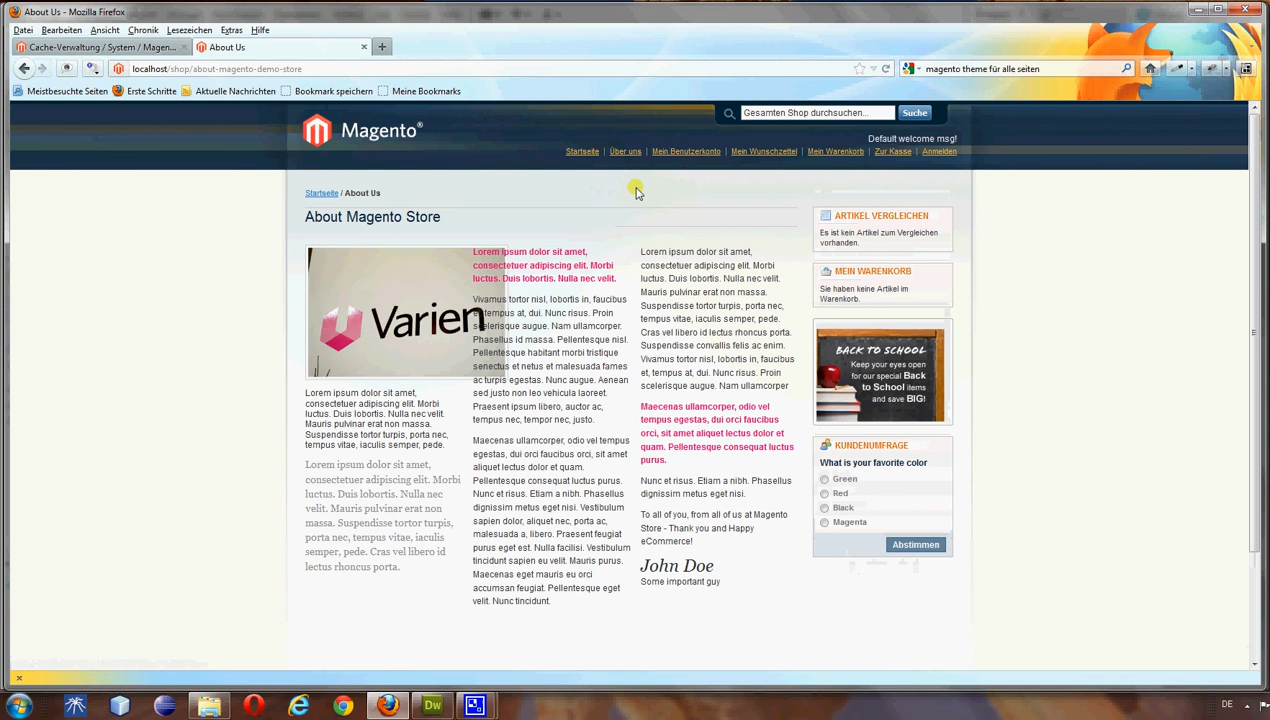 About Us - Mozilla Firefox
Datei Bearbeiten Ansicht Chronik Lesezeichen Extras Hilfe
Cache-Verwaltung / System / Magen...
About Us
localhost/shop/about-magento-demo-store
magento theme für alle seiten
Meistbesuchte Seiten Erste Schritte Aktuelle Nachrichten Bookmark speichern Meine Bookmarks
Magento®
Gesamten Shop durchsuchen... Suche
Default welcome msg!
Startseite | Über uns | Mein Benutzerkonto | Mein Wunschzettel | Mein Warenkorb | Zur Kasse | Anmelden
Startseite / About Us
About Magento Store
Varien
Lorem ipsum dolor sit amet,
consectetuer adipiscing elit. Morbi
luctus. Duis lobortis. Nulla nec velit.
Mauris pulvinar erat non massa.
Suspendisse tortor turpis, porta nec,
tempus vitae, iaculis semper, pede.
Lorem ipsum dolor sit amet,
consectetuer adipiscing elit. Morbi
luctus. Duis lobortis. Nulla nec
velit. Mauris pulvinar erat non
massa. Suspendisse tortor turpis,
porta nec, tempus vitae, iaculis
semper, pede. Cras vel libero id
lectus rhoncus porta.
Lorem ipsum dolor sit amet,
consectetuer adipiscing elit. Morbi
luctus. Duis lobortis. Nulla nec velit.
Vivamus tortor nisl, lobortis in, faucibus
et, tempus at, dui. Nunc risus. Proin
scelerisque augue. Nam ullamcorper.
Phasellus id massa. Pellentesque nisl.
Pellentesque habitant morbi tristique
senectus et netus et malesuada fames
ac turpis egestas. Nunc augue. Aenean
sed justo non leo vehicula laoreet.
Praesent ipsum libero, auctor ac,
tempus nec, tempor nec, justo.
Maecenas ullamcorper, odio vel tempus
egestas, dui orci faucibus orci, sit amet
aliquet lectus dolor et quam.
Pellentesque consequat luctus purus.
Nunc et risus. Etiam a nibh. Phasellus
dignissim metus eget nisi. Vestibulum
sapien dolor, aliquet nec, porta ac,
malesuada a, libero. Praesent feugiat
purus eget est. Nulla facilisi. Vestibulum
tincidunt sapien eu velit. Mauris purus.
Maecenas eget mauris eu orci
accumsan feugiat. Pellentesque eget
velit. Nunc tincidunt.
Lorem ipsum dolor sit amet,
consectetuer adipiscing elit. Morbi
luctus. Duis lobortis. Nulla nec velit.
Mauris pulvinar erat non massa.
Suspendisse tortor turpis, porta nec,
tempus vitae, iaculis semper, pede.
Cras vel libero id lectus rhoncus porta.
Suspendisse convallis felis ac enim.
Vivamus tortor nisl, lobortis in, faucibus
et, tempus at, dui. Nunc risus. Proin
scelerisque augue. Nam ullamcorper
Maecenas ullamcorper, odio vel
tempus egestas, dui orci faucibus
orci, sit amet aliquet lectus dolor et
quam. Pellentesque consequat luctus
purus.
Nunc et risus. Etiam a nibh. Phasellus
dignissim metus eget nisi.
To all of you, from all of us at Magento
Store - Thank you and Happy
eCommerce!
John Doe
Some important guy
ARTIKEL VERGLEICHEN
Es ist kein Artikel zum Vergleichen
vorhanden.
MEIN WARENKORB
Sie haben keine Artikel im
Warenkorb.
BACK TO SCHOOL
Keep your eyes open
for our special Back
to School items
and save BIG!
KUNDENUMFRAGE
What is your favorite color
Green
Red
Black
Magenta
Abstimmen
Dw
DE